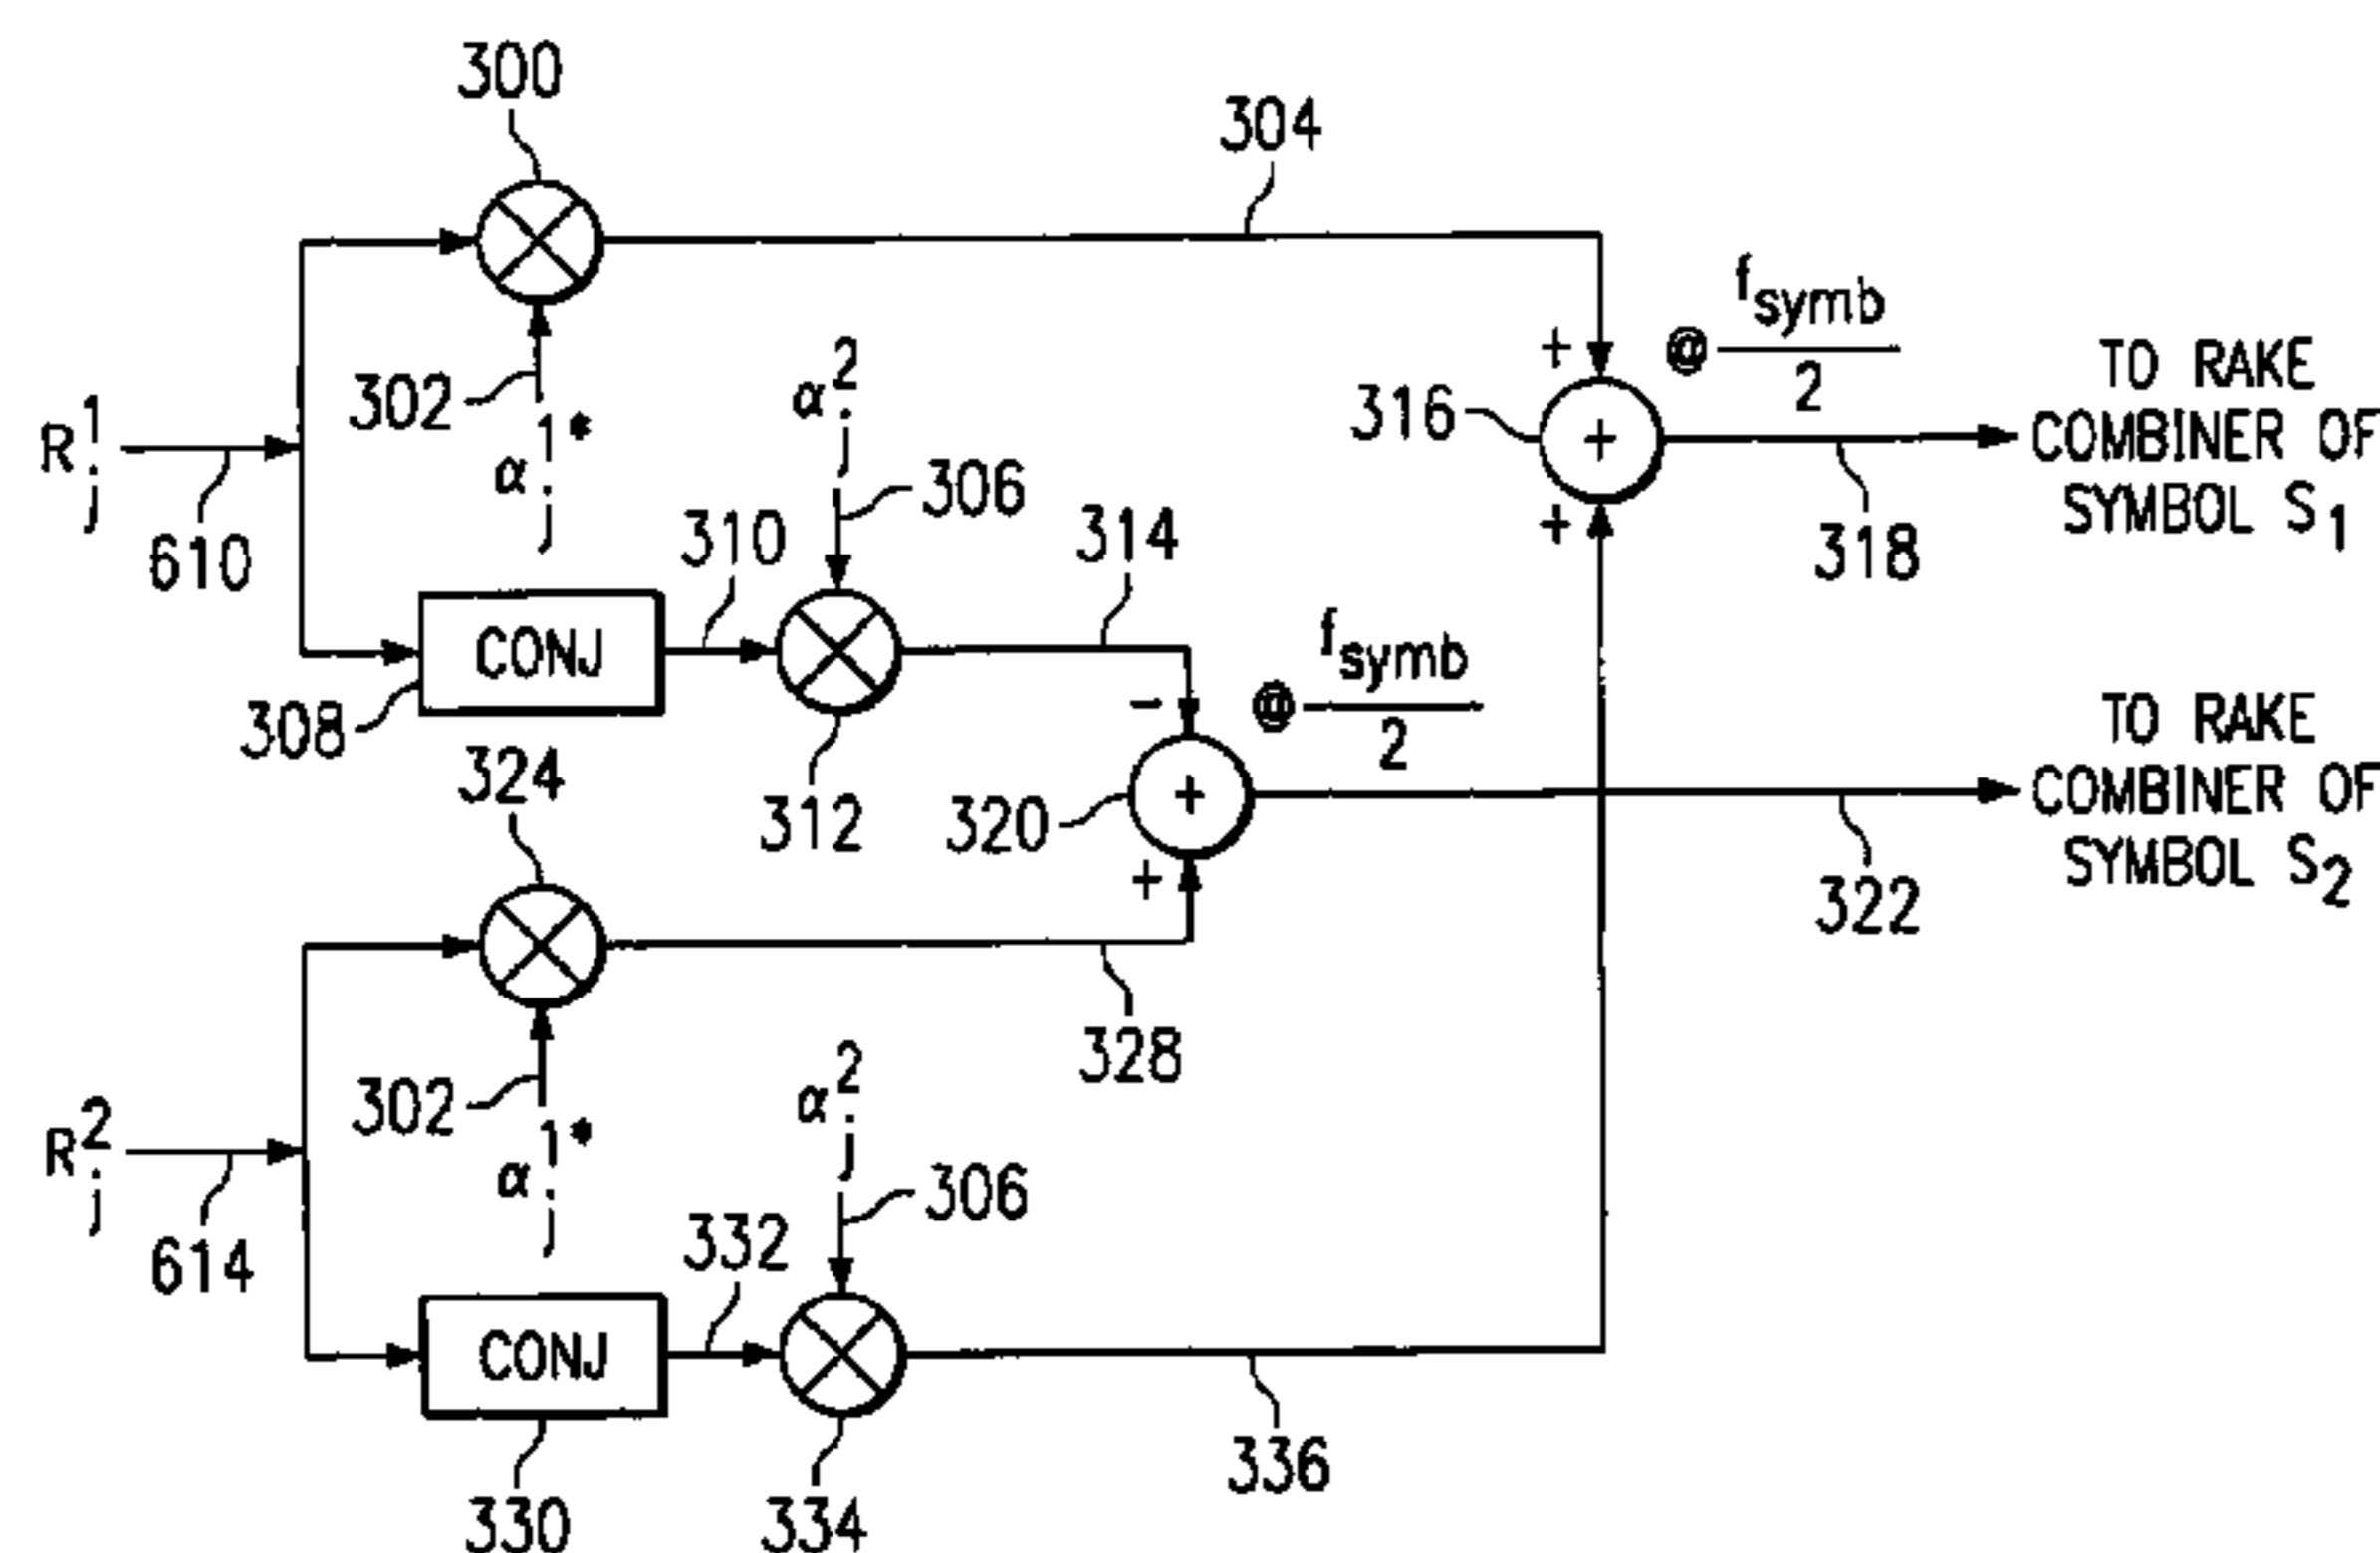 300
304
f symb
@ 2
+
316
+
+
318
TO RAKE
COMBINER OF
SYMBOL S1
302
α j 1*
R j 1
610
α j 2
306
310
314
CONJ
308
312
f symb
@ 2
-
320
+
+
322
TO RAKE
COMBINER OF
SYMBOL S2
324
328
302
α j 1*
R j 2
614
α j 2
306
332
CONJ
330
334
336